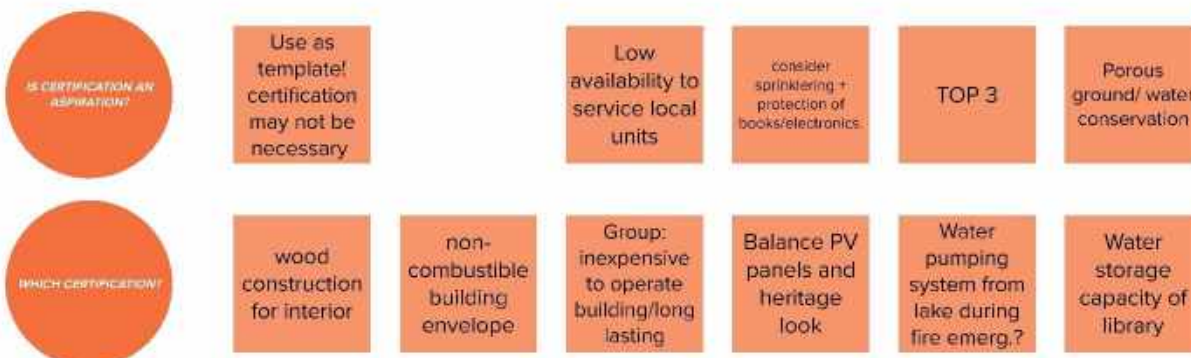 IS CERTIFICATION AN
ASPIRATION?
Use as
template!
certification
may not be
necessary
Low
availability to
service local
units
consider
sprinklering +
protection of
books/electronics.
TOP 3
Porous
ground/ water
conservation
WHICH CERTIFICATION?
wood
construction
for interior
non-
combustible
building
envelope
Group:
inexpensive
to operate
building/long
lasting
Balance PV
panels and
heritage
look
Water
pumping
system from
lake during
fire emerg.?
Water
storage
capacity of
library